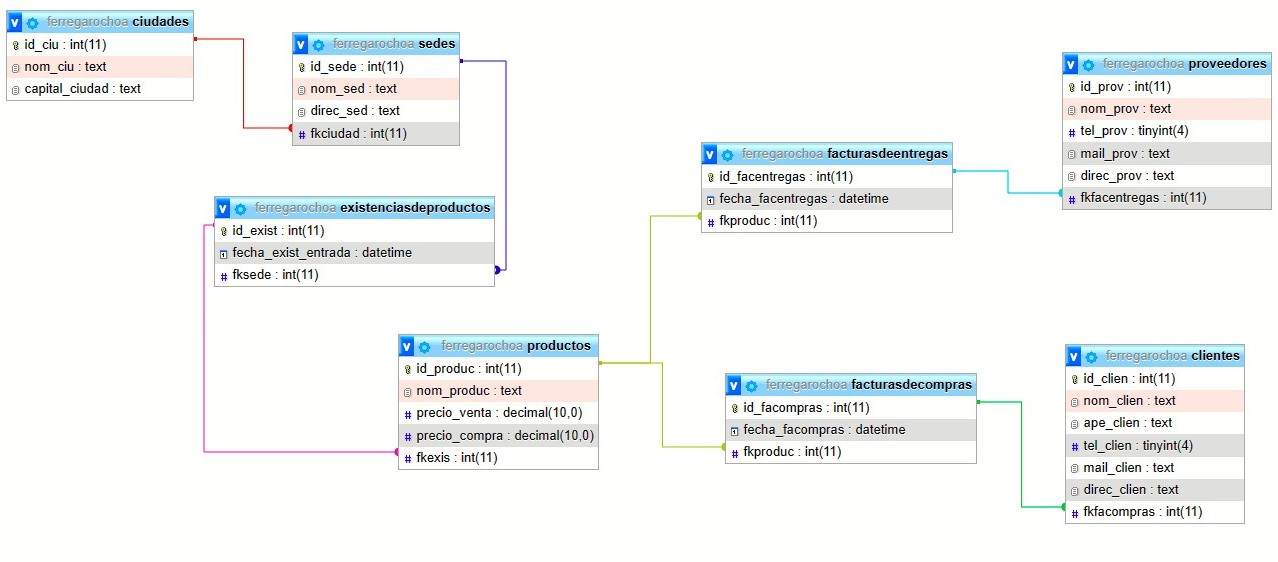 ferregarochoa ciudades
id_ciu : int(11)
nom_ciu : text
capital_ciudad : text
ferregarochoa sedes
id_sede : int(11)
nom_sed : text
direc_sed : text
# fkciudad : int(11)
ferregarochoa existenciasdeproductos
id_exist : int(11)
fecha_exist_entrada : datetime
# fksede : int(11)
ferregarochoa productos
id_produc : int(11)
nom_produc : text
# precio_venta : decimal(10,0)
# precio_compra : decimal(10,0)
# fkexis : int(11)
ferregarochoa facturasdeentregas
id_facentregas : int(11)
fecha_facentregas : datetime
# fkproduc : int(11)
ferregarochoa facturasdecompras
id_facompras : int(11)
fecha_facompras : datetime
# fkproduc : int(11)
ferregarochoa proveedores
id_prov : int(11)
nom_prov : text
# tel_prov : tinyint(4)
mail_prov : text
direc_prov : text
# fkfacentregas : int(11)
ferregarochoa clientes
id_clien : int(11)
nom_clien : text
ape_clien : text
# tel_clien : tinyint(4)
mail_clien : text
direc_clien : text
# fkfacompras : int(11)